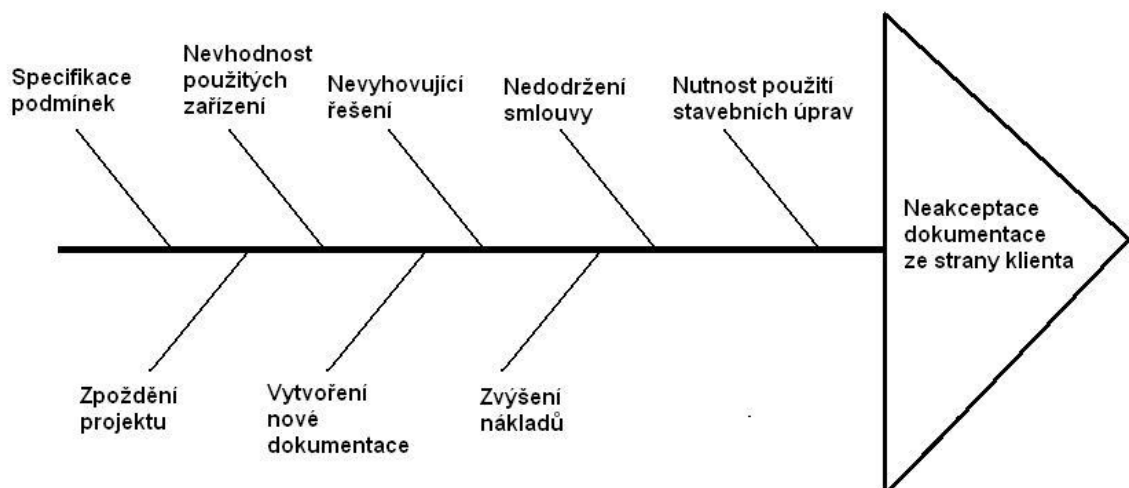 Specifikace
podmínek
Nevhodnost
použitých
zařízení
Nevyhovující
řešení
Nedodržení
smlouvy
Nutnost použití
stavebních úprav
Neakceptace
dokumentace
ze strany klienta
Zpoždění
projektu
Vytvoření
nové
dokumentace
Zvýšení
nákladů